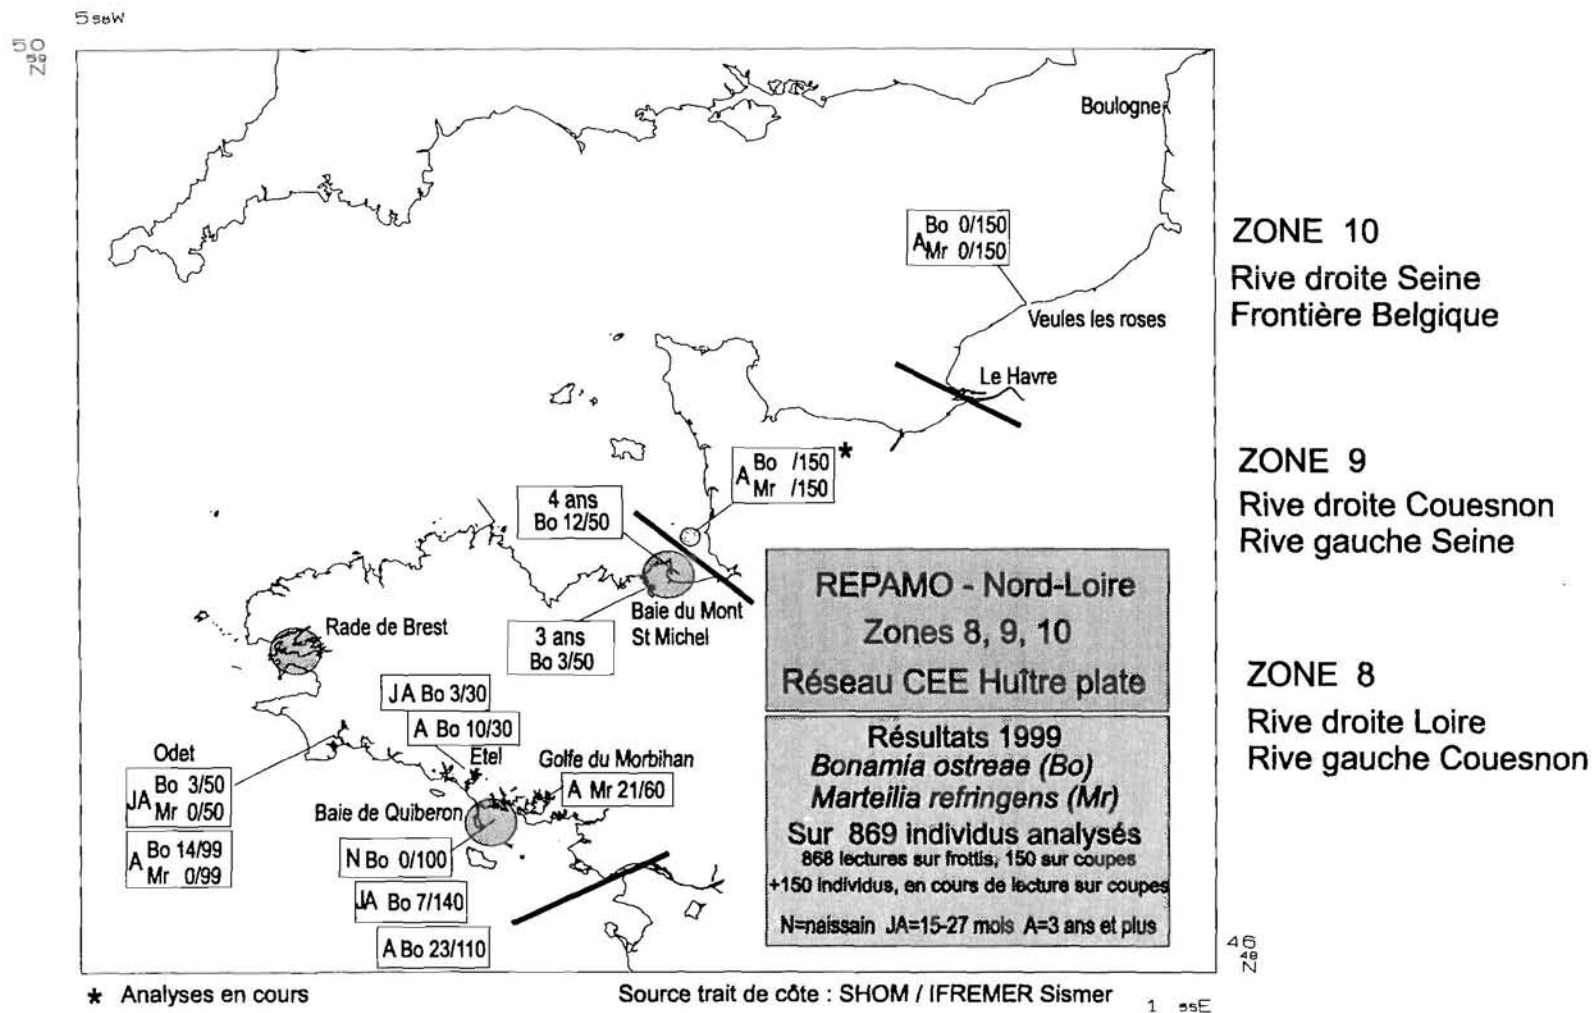 5 58W
50
59
N
Boulogne
Bo 0/150
A
Mr 0/150
Veules les roses
Le Havre
ZONE 10
Rive droite Seine
Frontière Belgique
ZONE 9
Rive droite Couesnon
Rive gauche Seine
ZONE 8
Rive droite Loire
Rive gauche Couesnon
Bo /150 *
A
Mr /150
4 ans
Bo 12/50
3 ans
Bo 3/50
Baie du Mont
St Michel
Rade de Brest
JA Bo 3/30
A Bo 10/30
Etel
Odet
Bo 3/50
JA
Mr 0/50
Bo 14/99
A
Mr 0/99
Golfe du Morbihan
A Mr 21/60
Baie de Quiberon
N Bo 0/100
JA Bo 7/140
A Bo 23/110
REPAMO - Nord-Loire
Zones 8, 9, 10
Réseau CEE Huître plate
Résultats 1999
Bonamia ostreae (Bo)
Marteilia refringens (Mr)
Sur 869 individus analysés
868 lectures sur frottis, 150 sur coupes
+150 individus, en cours de lecture sur coupes
N=naissain JA=15-27 mois A=3 ans et plus
46
48
N
* Analyses en cours
Source trait de côte : SHOM / IFREMER Sismer
1 55E